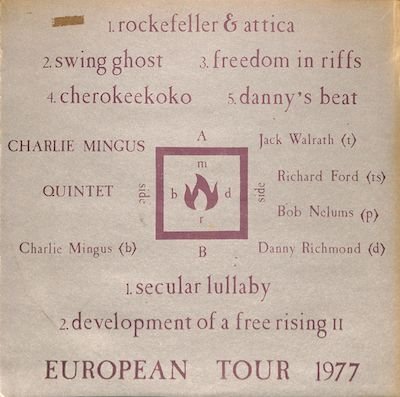 1. rockefeller & attica
2. swing ghost 3. freedom in riffs
4. cherokeekoko 5. danny's beat
A
CHARLIE MINGUS
Jack Walrath (t)
m
Richard Ford (ts)
QUINTET
side
b d
side
r
Bob Nelums (p)
Charlie Mingus (b)
B
Danny Richmond (d)
1. secular lullaby
2. development of a free rising II
EUROPEAN TOUR 1977